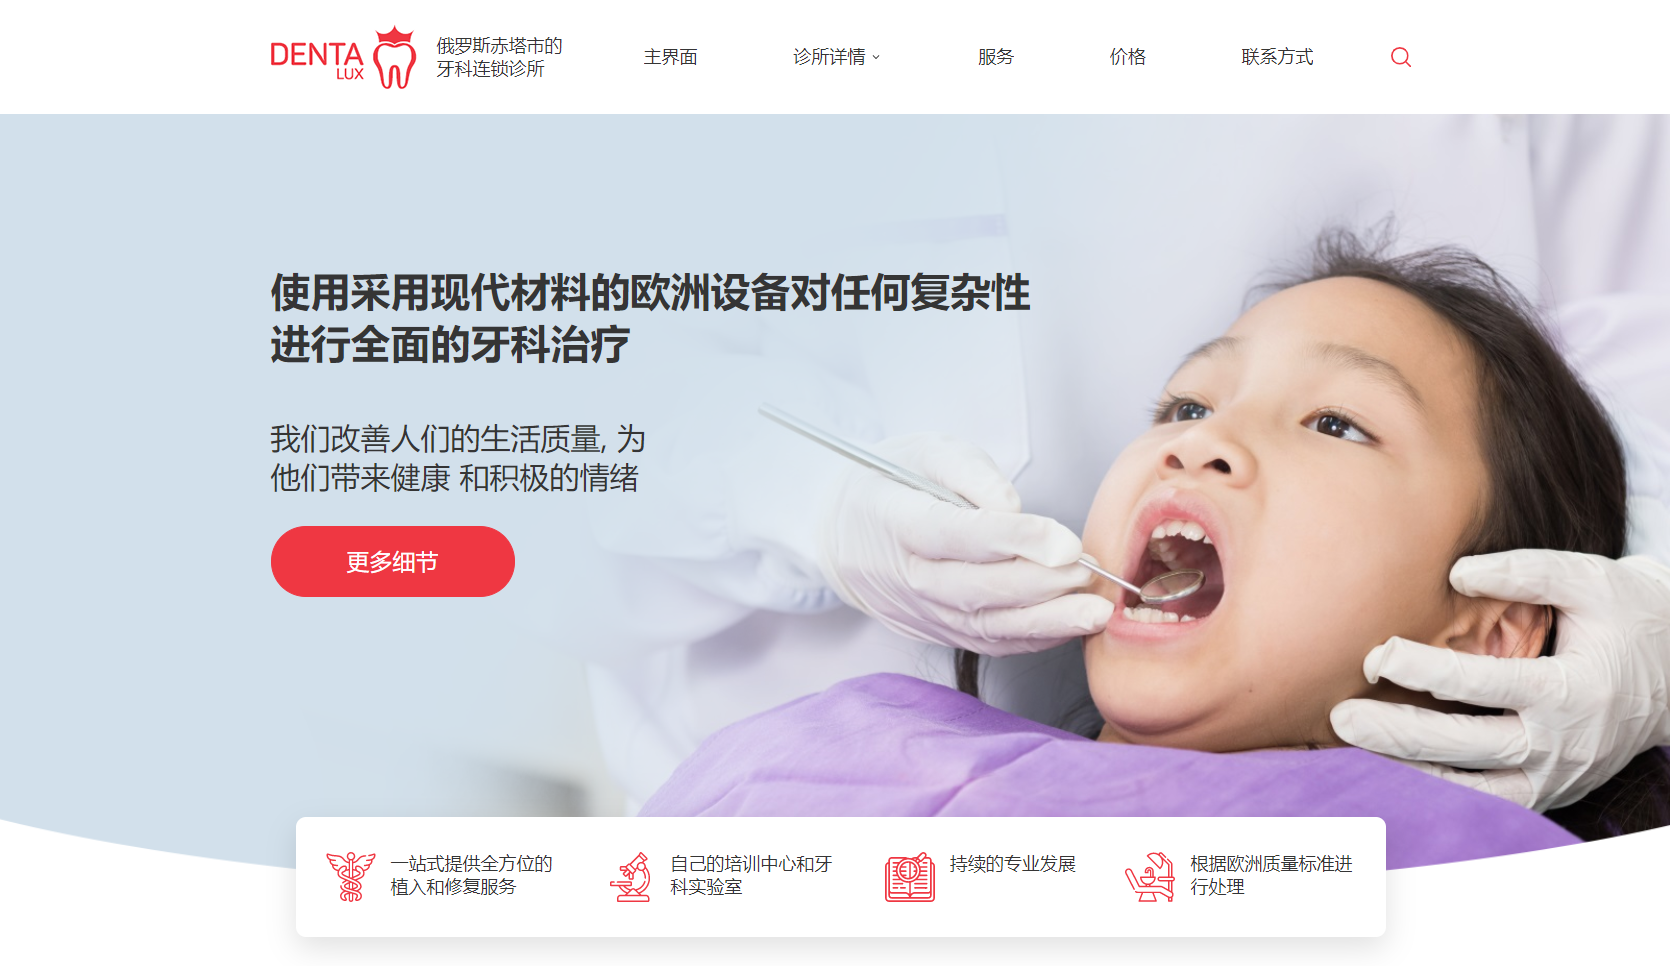 DENTA
LUX
俄罗斯赤塔市的
牙科连锁诊所
主界面
诊所详情
服务
价格
联系方式
使用采用现代材料的欧洲设备对任何复杂性
进行全面的牙科治疗
我们改善人们的生活质量, 为
他们带来健康 和积极的情绪
更多细节
一站式提供全方位的
植入和修复服务
自己的培训中心和牙
科实验室
持续的专业发展
根据欧洲质量标准进
行处理